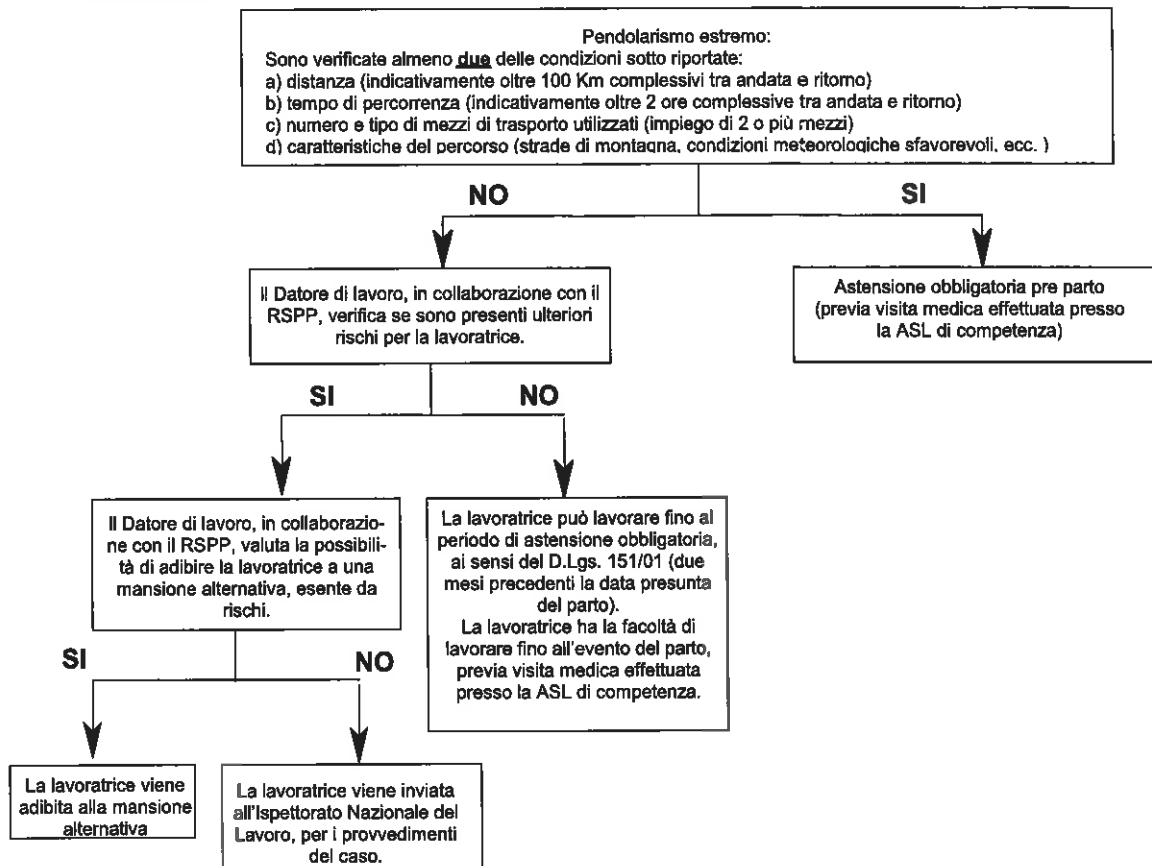 Pendolarismo estremo:
Sono verificate almeno due delle condizioni sotto riportate:
a) distanza (indicativamente oltre 100 Km complessivi tra andata e ritorno)
b) tempo di percorrenza (indicativamente oltre 2 ore complessive tra andata e ritorno)
c) numero e tipo di mezzi di trasporto utilizzati (impiego di 2 o più mezzi)
d) caratteristiche del percorso (strade di montagna, condizioni meteorologiche sfavorevoli, ecc. )
NO
SI
Il Datore di lavoro, in collaborazione con il
RSPP, verifica se sono presenti ulteriori
rischi per la lavoratrice.
Astensione obbligatoria pre parto
(previa visita medica effettuata presso
la ASL di competenza)
SI
NO
Il Datore di lavoro, in collaborazio-
ne con il RSPP, valuta la possibili-
tà di adibire la lavoratrice a una
mansione alternativa, esente da
rischi.
La lavoratrice può lavorare fino al
periodo di astensione obbligatoria,
ai sensi del D.Lgs. 151/01 (due
mesi precedenti la data presunta
del parto).
La lavoratrice ha la facoltà di
lavorare fino all'evento del parto,
previa visita medica effettuata
presso la ASL di competenza.
SI
NO
La lavoratrice viene
adibita alla mansione
alternativa
La lavoratrice viene inviata
all'Ispettorato Nazionale del
Lavoro, per i provvedimenti
del caso.